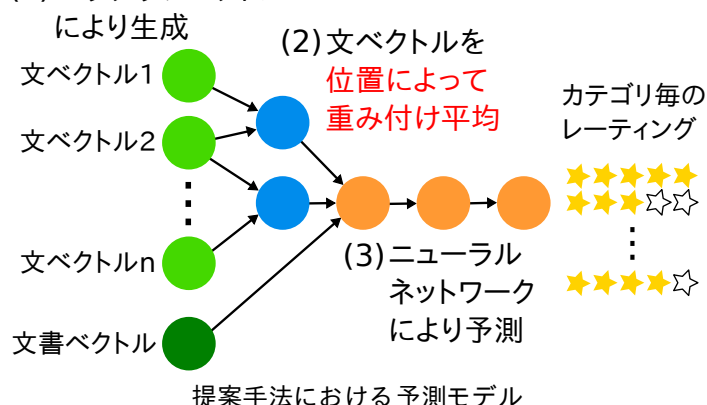 により生成
(2)文ベクトルを
位置によって
重み付け平均
文ベクトル1
文ベクトル2
文ベクトルn
文書ベクトル
カテゴリ毎の
レーティング
(3)ニューラル
ネットワーク
により予測
提案手法における予測モデル